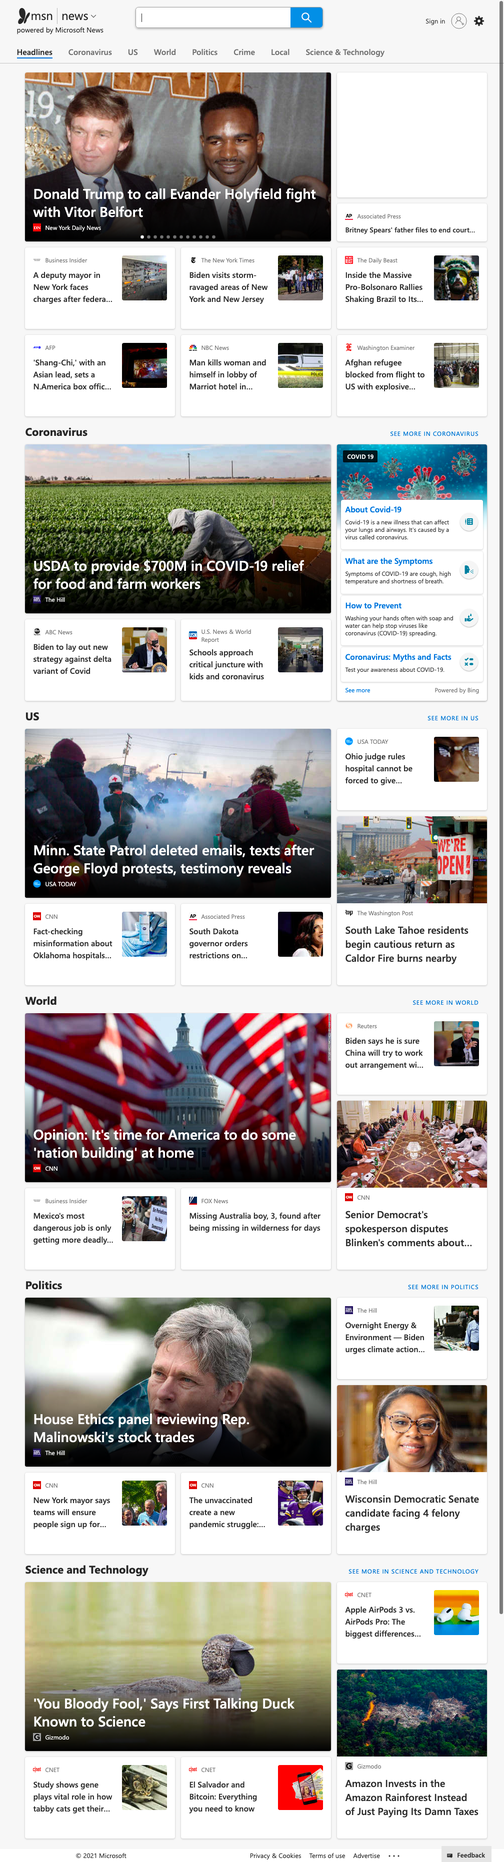 msn | news
powered by Microsoft News
Sign in
Headlines Coronavirus US World Politics Crime Local Science & Technology
Donald Trump to call Evander Holyfield fight
with Vitor Belfort
New York Daily News
Associated Press
Britney Spears' father files to end court...
Business Insider
A deputy mayor in
New York faces
charges after federa...
The New York Times
Biden visits storm-
ravaged areas of New
York and New Jersey
The Daily Beast
Inside the Massive
Pro-Bolsonaro Rallies
Shaking Brazil to Its...
AFP
'Shang-Chi,' with an
Asian lead, sets a
N.America box offic...
NBC News
Man kills woman and
himself in lobby of
Marriot hotel in...
Washington Examiner
Afghan refugee
blocked from flight to
US with explosive...
Coronavirus
SEE MORE IN CORONAVIRUS
USDA to provide $700M in COVID-19 relief
for food and farm workers
The Hill
COVID 19
About Covid-19
Covid-19 is a new illness that can affect
your lungs and airways. It's caused by a
virus called coronavirus.
What are the Symptoms
Symptoms of COVID-19 are cough, high
temperature and shortness of breath.
How to Prevent
Washing your hands often with soap and
water can help stop viruses like
coronavirus (COVID-19) spreading.
Coronavirus: Myths and Facts
Test your awareness about COVID-19.
See more
Powered by Bing
ABC News
Biden to lay out new
strategy against delta
variant of Covid
U.S. News & World
Report
Schools approach
critical juncture with
kids and coronavirus
US
SEE MORE IN US
Minn. State Patrol deleted emails, texts after
George Floyd protests, testimony reveals
USA TODAY
USA TODAY
Ohio judge rules
hospital cannot be
forced to give...
WE'RE
OPEN!
The Washington Post
South Lake Tahoe residents
begin cautious return as
Caldor Fire burns nearby
CNN
Fact-checking
misinformation about
Oklahoma hospitals...
Associated Press
South Dakota
governor orders
restrictions on...
World
SEE MORE IN WORLD
Opinion: It's time for America to do some
'nation building' at home
CNN
Reuters
Biden says he is sure
China will try to work
out arrangement wi...
CNN
Senior Democrat's
spokesperson disputes
Blinken's comments about...
Business Insider
Mexico's most
dangerous job is only
getting more deadly...
FOX News
Missing Australia boy, 3, found after
being missing in wilderness for days
Politics
SEE MORE IN POLITICS
House Ethics panel reviewing Rep.
Malinowski's stock trades
The Hill
The Hill
Overnight Energy &
Environment — Biden
urges climate action...
The Hill
Wisconsin Democratic Senate
candidate facing 4 felony
charges
CNN
New York mayor says
teams will ensure
people sign up for...
CNN
The unvaccinated
create a new
pandemic struggle:...
Science and Technology
SEE MORE IN SCIENCE AND TECHNOLOGY
'You Bloody Fool,' Says First Talking Duck
Known to Science
Gizmodo
CNET
Apple AirPods 3 vs.
AirPods Pro: The
biggest differences...
Gizmodo
Amazon Invests in the
Amazon Rainforest Instead
of Just Paying Its Damn Taxes
CNET
Study shows gene
plays vital role in how
tabby cats get their...
CNET
El Salvador and
Bitcoin: Everything
you need to know
© 2021 Microsoft
Privacy & Cookies Terms of use Advertise ...
Feedback